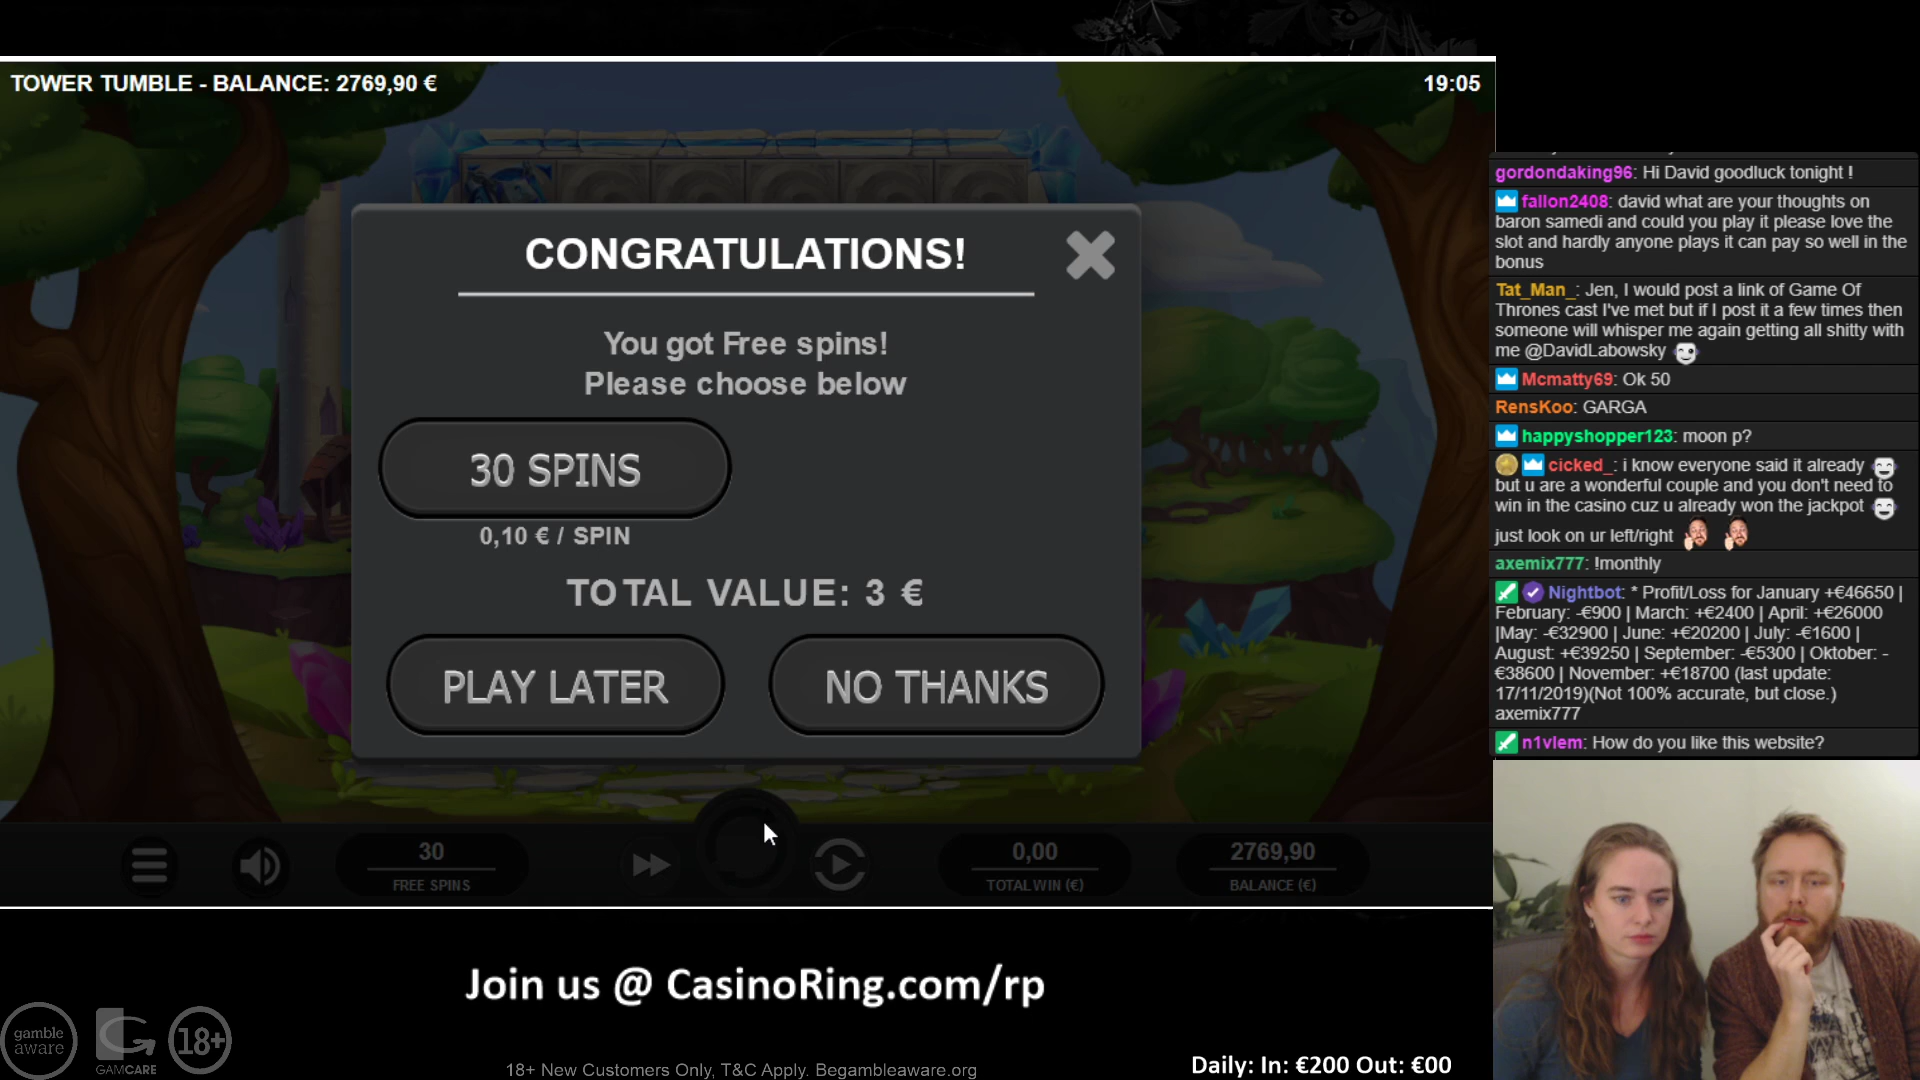 TOWER TUMBLE - BALANCE: 2769,90 €
19:05
CONGRATULATIONS!
You got Free spins!
Please choose below
30 SPINS
0,10 € / SPIN
TOTAL VALUE: 3 €
PLAY LATER
NO THANKS
30
FREE SPINS
0,00
TOTAL WIN (€)
2769,90
BALANCE (€)
gordondaking96: Hi David goodluck tonight !
fallon2408: david what are your thoughts on
baron samedi and could you play it please love the
slot and hardly anyone plays it can pay so well in the
bonus
Tat_Man_: Jen, I would post a link of Game Of
Thrones cast I've met but if I post it a few times then
someone will whisper me again getting all shitty with
me @DavidLabowsky
Mcmatty69: Ok 50
RensKoo: GARGA
happyshopper123: moon p?
cicked_: i know everyone said it already
but u are a wonderful couple and you don't need to
win in the casino cuz u already won the jackpot
just look on ur left/right
axemix777: !monthly
Nightbot: * Profit/Loss for January +€46650 |
February: -€900 | March: +€2400 | April: +€26000
|May: -€32900 | June: +€20200 | July: -€1600 |
August: +€39250 | September: -€5300 | Oktober: -
€38600 | November: +€18700 (last update:
17/11/2019)(Not 100% accurate, but close.)
axemix777
n1vlem: How do you like this website?
Join us @ CasinoRing.com/rp
gamble
aware
GAMCARE
18+
18+ New Customers Only, T&C Apply. Begambleaware.org
Daily: In: €200 Out: €00